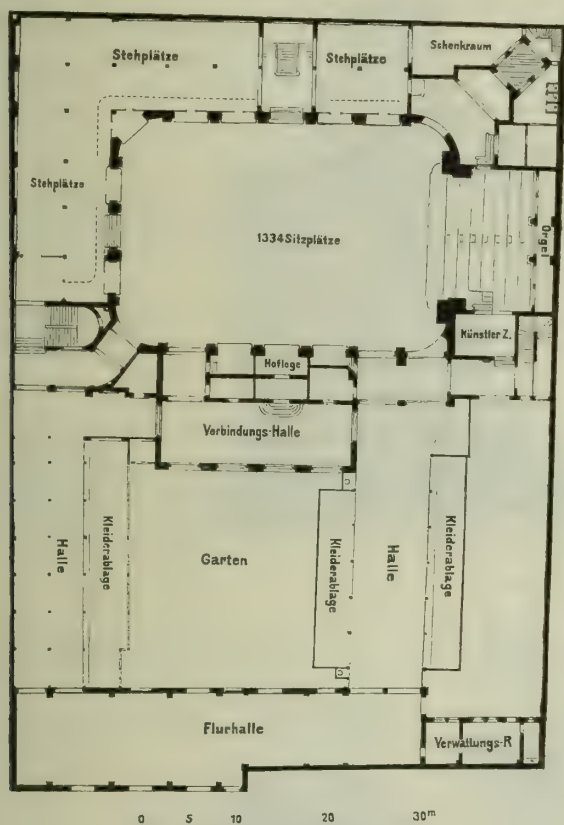 Stehplätze
Stehplätze
Schenkraum
Stehplätze
1334 Sitzplätze
Orgel
Künstler Z.
Hofloge
Verbindungs-Halle
Halle
Kleiderablage
Garten
Kleiderablage
Halle
Kleiderablage
Flurhalle
Verwaltungs-R
0 5 10 20 30m